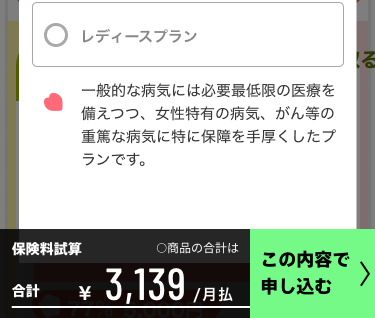 レディースプラン
一般的な病気には必要最低限の医療を
備えつつ、女性特有の病気、がん等の
重篤な病気に特に保障を手厚くしたプ
ランです。
保険料試算
○商品の合計は
合計 ¥ 3,139 /月払
この内容で
申し込む